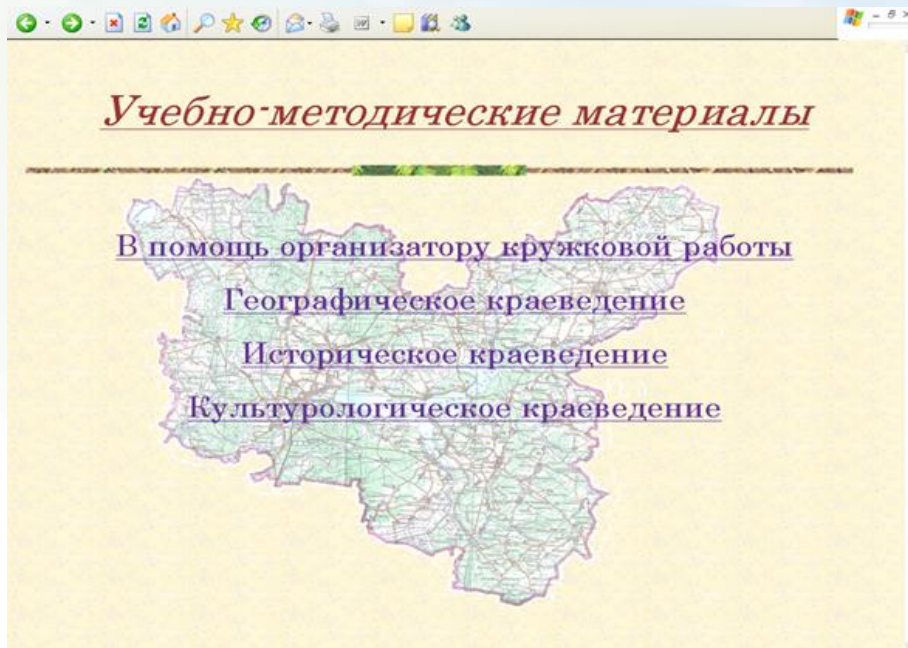 Учебно-методические материалы
В помощь организатору кружковой работы
Географическое краеведение
Историческое краеведение
Культурологическое краеведение